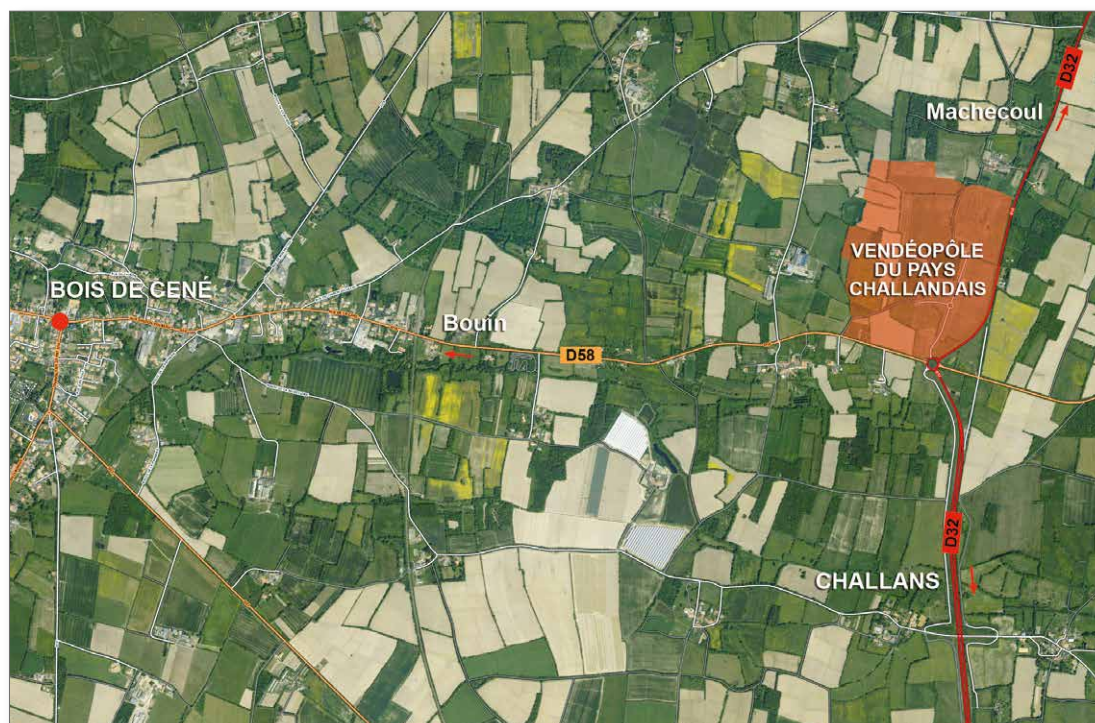 D32
Machecoul
VENDÉOPÔLE
DU PAYS
CHALLANDAIS
BOIS DE CENÉ
Bouin
D58
D32
CHALLANS